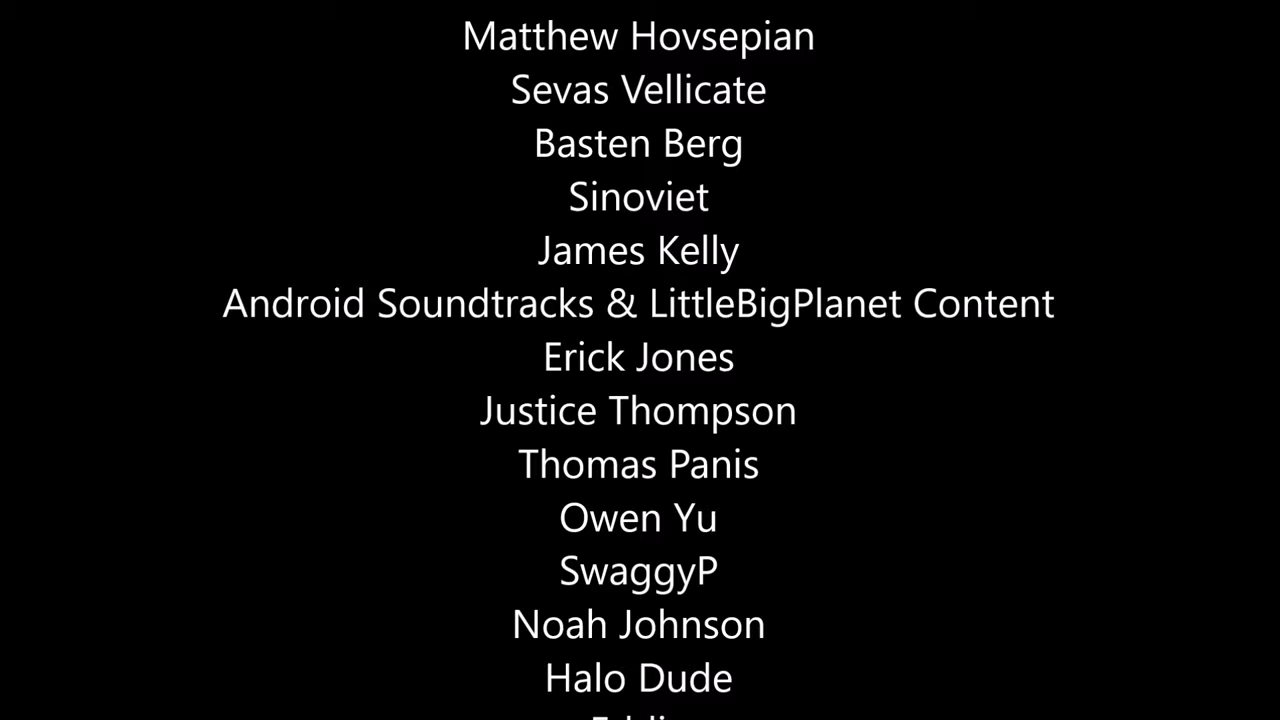 Matthew Hovsepian
Sevas Vellicate
Basten Berg
Sinoviet
James Kelly
Android Soundtracks & LittleBigPlanet Content
Erick Jones
Justice Thompson
Thomas Panis
Owen Yu
SwaggyP
Noah Johnson
Halo Dude